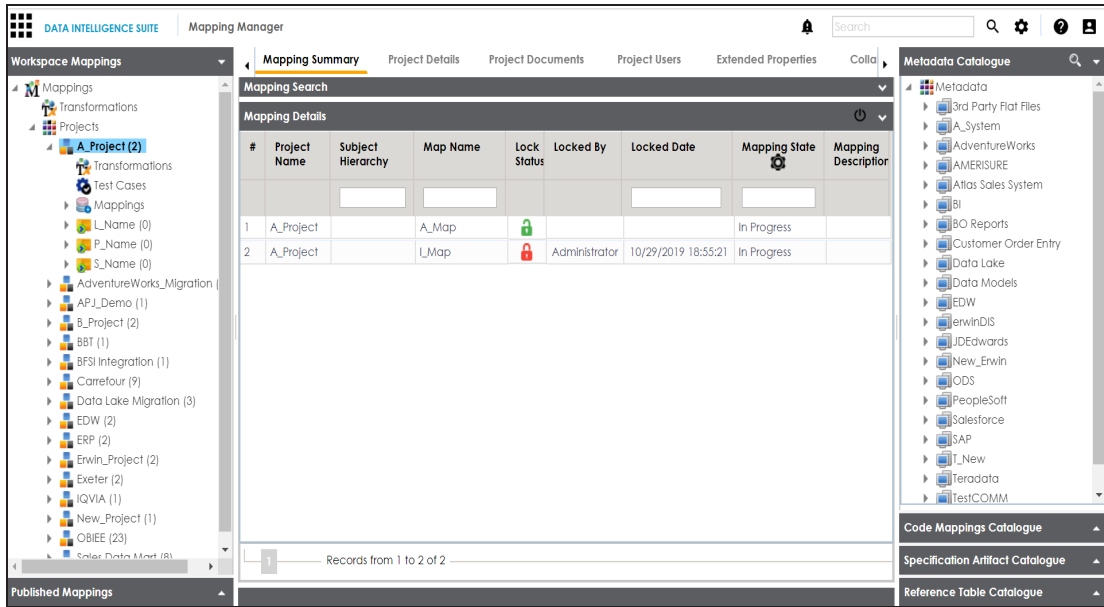 DATA INTELLIGENCE SUITE Mapping Manager Search
Workspace Mappings
Mappings
Transformations
Projects
A_Project (2)
Transformations
Test Cases
Mappings
L_Name (0)
P_Name (0)
S_Name (0)
AdventureWorks_Migration (
APJ_Demo (1)
B_Project (2)
BBT (1)
BFSI Integration (1)
Carrefour (9)
Data Lake Migration (3)
EDW (2)
ERP (2)
Erwin_Project (2)
Exeter (2)
IQVIA (1)
New_Project (1)
OBIEE (23)
Sales Data Mart (8)
Published Mappings
Mapping Summary Project Details Project Documents Project Users Extended Properties Colla
Mapping Search
Mapping Details
# Project Name Subject Hierarchy Map Name Lock Status Locked By Locked Date Mapping State Mapping Description
1 A_Project A_Map In Progress
2 A_Project I_Map Administrator 10/29/2019 18:55:21 In Progress
1 Records from 1 to 2 of 2
Metadata Catalogue
Metadata
3rd Party Flat Files
A_System
AdventureWorks
AMERISURE
Atlas Sales System
BI
BO Reports
Customer Order Entry
Data Lake
Data Models
EDW
erwinDIS
JDEdwards
New_Erwin
ODS
PeopleSoft
Salesforce
SAP
T_New
Teradata
TestCOMM
Code Mappings Catalogue
Specification Artifact Catalogue
Reference Table Catalogue